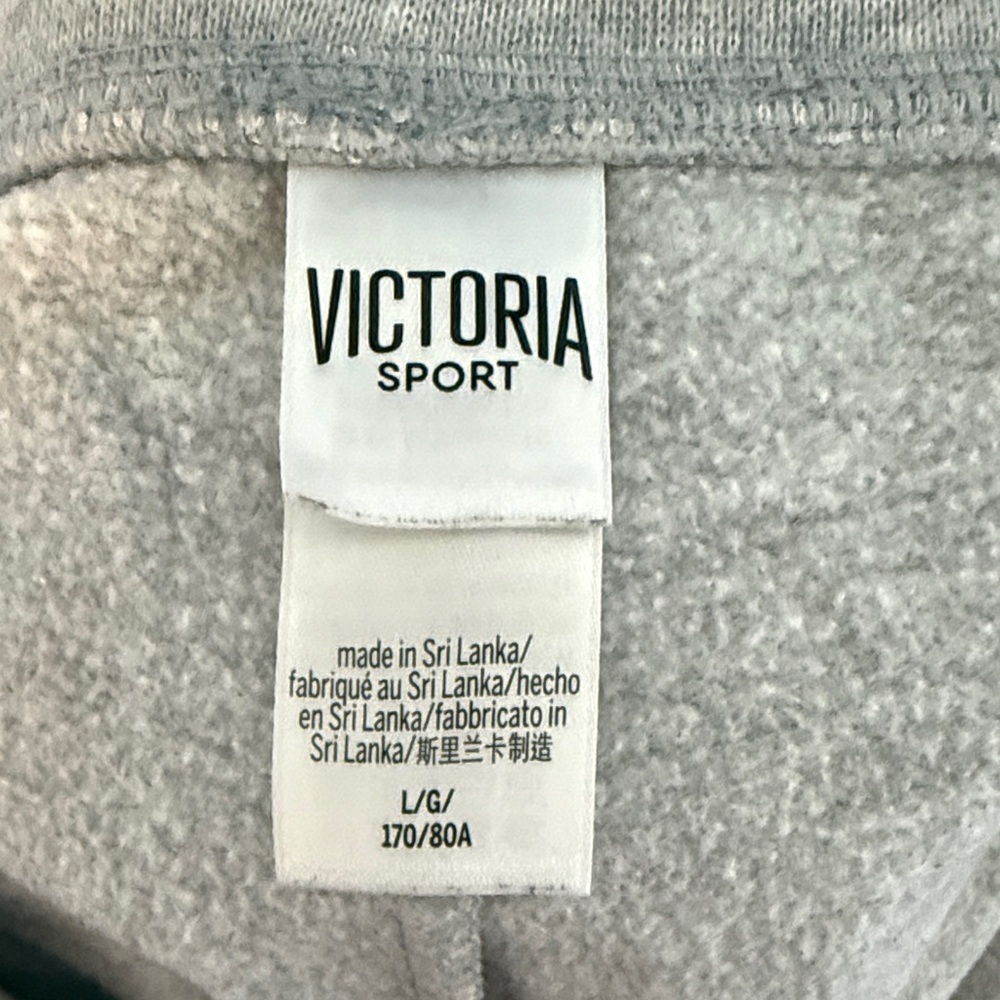 VICTORIA
SPORT
made in Sri Lanka/
fabriqué au Sri Lanka/hecho
en Sri Lanka/fabbricato in
Sri Lanka/斯里兰卡制造
L/G/
170/80A